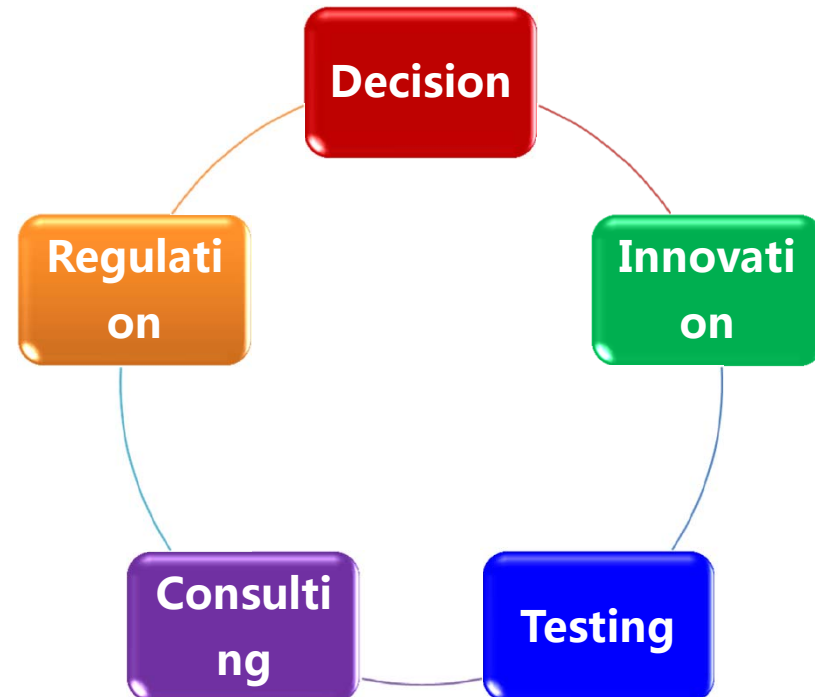 Decision
Regulati
on
Innovati
on
Consulti
ng
Testing